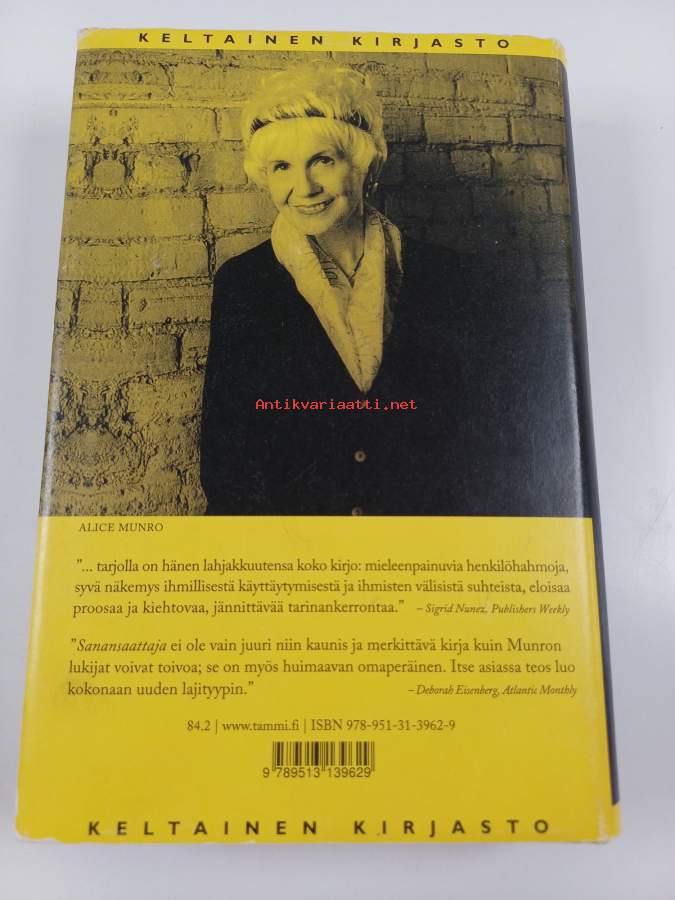 KELTAINEN KIRJASTO
Antikvariaatti.net
ALICE MUNRO
"... tarjolla on hänen lahjakkuutensa koko kirjo: mieleenpainuvia henkilöhahmoja,
syvä näkemys ihmillisestä käyttäytymisestä ja ihmisten välisistä suhteista, eloisaa
proosaa ja kiehtovaa, jännittävää tarinankerrontaa." – Sigrid Nunez, Publishers Weekly
"Sanansaattaja ei ole vain juuri niin kaunis ja merkittävä kirja kuin Munron
lukijat voivat toivoa; se on myös huimaavan omaperäinen. Itse asiassa teos luo
kokonaan uuden lajityypin." – Deborah Eisenberg, Atlantic Monthly
84.2 | www.tammi.fi | ISBN 978-951-31-3962-9
9 789513 139629
KELTAINEN KIRJASTO